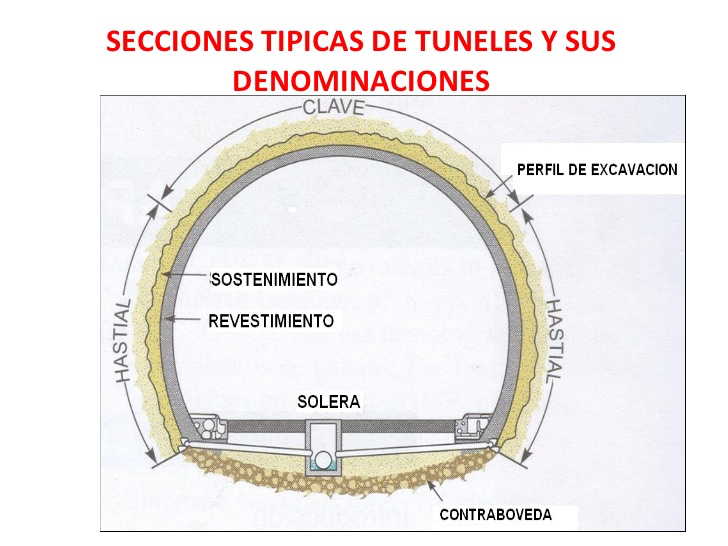 SECCIONES TIPICAS DE TUNELES Y SUS
DENOMINACIONES
CLAVE
PERFIL DE EXCAVACION
SOSTENIMIENTO
REVESTIMIENTO
HASTIAL
HASTIAL
SOLERA
CONTRABOVEDA